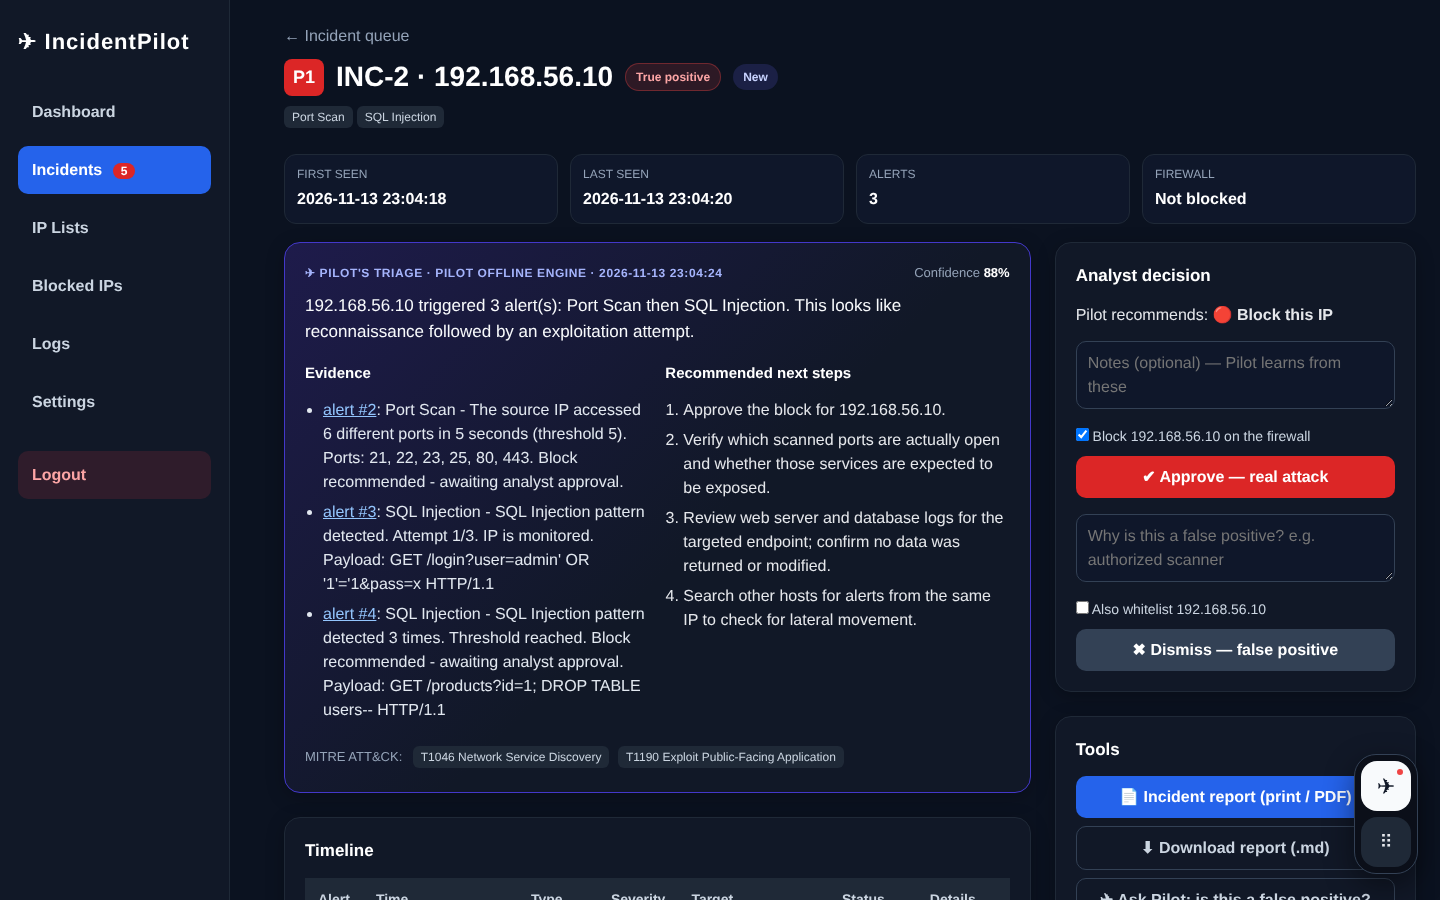 ✈ IncidentPilot
Dashboard
Incidents 5
IP Lists
Blocked IPs
Logs
Settings
Logout
← Incident queue
P1 INC-2 · 192.168.56.10 True positive New
Port Scan SQL Injection
FIRST SEEN
2026-11-13 23:04:18
LAST SEEN
2026-11-13 23:04:20
ALERTS
3
FIREWALL
Not blocked
✈ PILOT'S TRIAGE · PILOT OFFLINE ENGINE · 2026-11-13 23:04:24
Confidence 88%
192.168.56.10 triggered 3 alert(s): Port Scan then SQL Injection. This looks like
reconnaissance followed by an exploitation attempt.
Evidence
• alert #2: Port Scan - The source IP accessed
6 different ports in 5 seconds (threshold 5).
Ports: 21, 22, 23, 25, 80, 443. Block
recommended - awaiting analyst approval.
• alert #3: SQL Injection - SQL Injection pattern
detected. Attempt 1/3. IP is monitored.
Payload: GET /login?user=admin' OR
'1'='1&pass=x HTTP/1.1
• alert #4: SQL Injection - SQL Injection pattern
detected 3 times. Threshold reached. Block
recommended - awaiting analyst approval.
Payload: GET /products?id=1; DROP TABLE
users-- HTTP/1.1
Recommended next steps
1. Approve the block for 192.168.56.10.
2. Verify which scanned ports are actually open
and whether those services are expected to
be exposed.
3. Review web server and database logs for the
targeted endpoint; confirm no data was
returned or modified.
4. Search other hosts for alerts from the same
IP to check for lateral movement.
MITRE ATT&CK: T1046 Network Service Discovery T1190 Exploit Public-Facing Application
Timeline
Alert Time Type Severity Target Status Details
Analyst decision
Pilot recommends: 🔴 Block this IP
Notes (optional) — Pilot learns from
these
Block 192.168.56.10 on the firewall
✔ Approve — real attack
Why is this a false positive? e.g.
authorized scanner
Also whitelist 192.168.56.10
✖ Dismiss — false positive
Tools
📄 Incident report (print / PDF)
⬇ Download report (.md)
✈ Ask Pilot: is this a false positive?